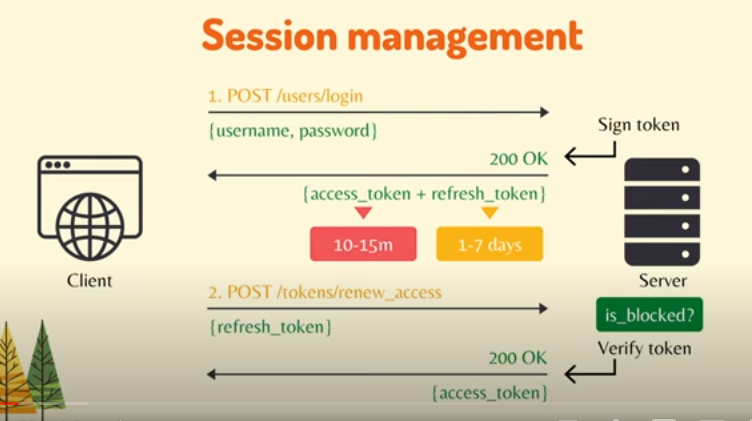 Session management
1. POST /users/login
{username, password}
Sign token
200 OK
{access_token + refresh_token}
10-15m
1-7 days
Client
Server
2. POST /tokens/renew_access
{refresh_token}
is_blocked?
Verify token
200 OK
{access_token}